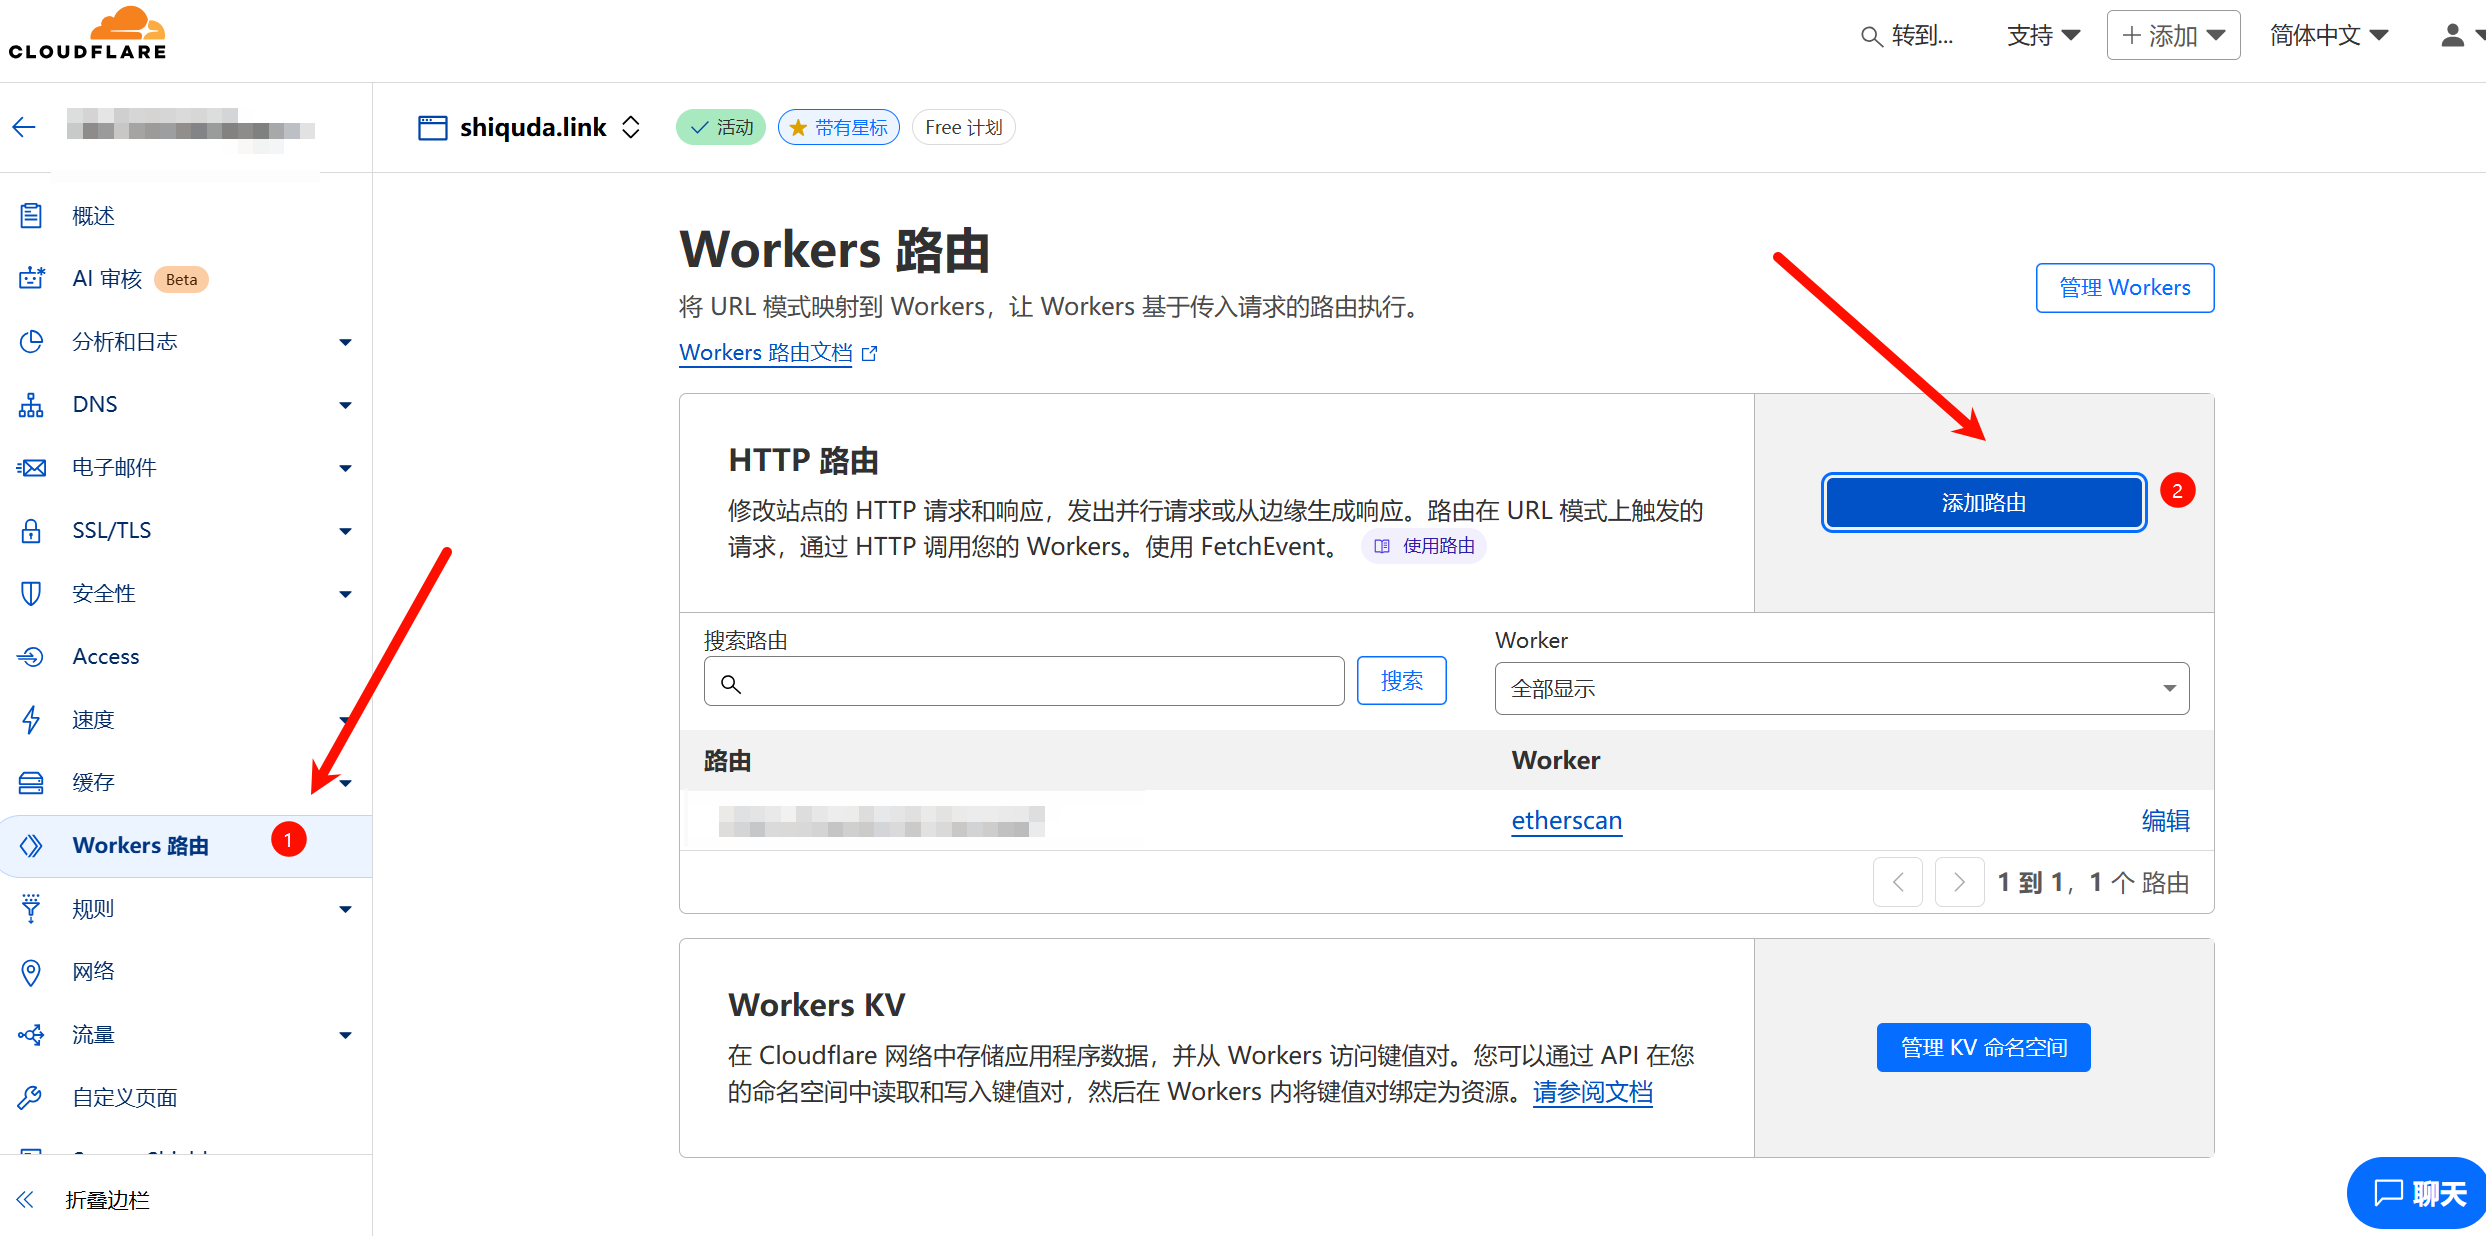 CLOUDFLARE
转到...
支持
添加
简体中文
shiquda.link
活动
带有星标
Free 计划
概述
AI 审核 Beta
分析和日志
DNS
电子邮件
SSL/TLS
安全性
Access
速度
缓存
Workers 路由
1
规则
网络
流量
自定义页面
折叠边栏
Workers 路由
将 URL 模式映射到 Workers，让 Workers 基于传入请求的路由执行。
Workers 路由文档
管理 Workers
HTTP 路由
修改站点的 HTTP 请求和响应，发出并行请求或从边缘生成响应。路由在 URL 模式上触发的
请求，通过 HTTP 调用您的 Workers。使用 FetchEvent。 使用路由
添加路由
2
搜索路由
搜索
Worker
全部显示
路由
Worker
etherscan
编辑
1 到 1，1 个 路由
Workers KV
在 Cloudflare 网络中存储应用程序数据，并从 Workers 访问键值对。您可以通过 API 在您
的命名空间中读取和写入键值对，然后在 Workers 内将键值对绑定为资源。请参阅文档
管理 KV 命名空间
聊天